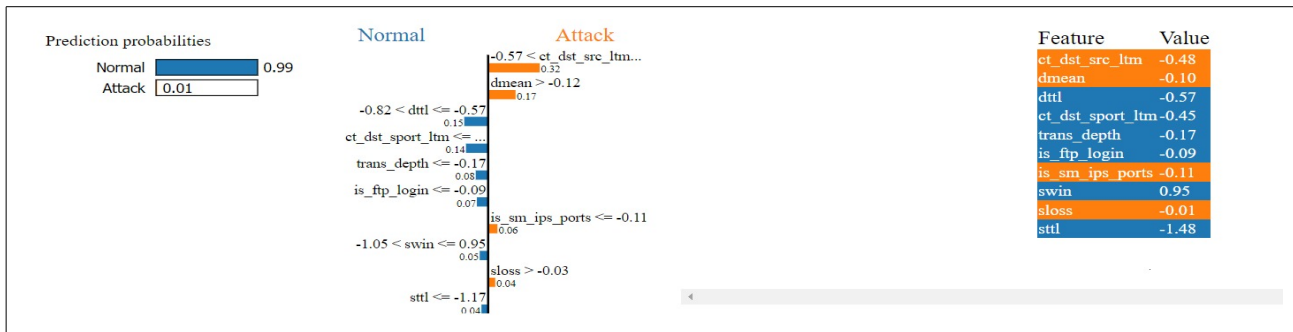 Prediction probabilities
Normal 0.99
Attack 0.01
Normal Attack
-0.57 < ct_dst_src_ltm...
0.32
dmean > -0.12
0.17
-0.82 < dttl <= -0.57
0.15
ct_dst_sport_ltm <= ...
0.14
trans_depth <= -0.17
0.08
is_ftp_login <= -0.09
0.07
is_sm_ips_ports <= -0.11
0.06
-1.05 < swin <= 0.95
0.05
sloss > -0.03
0.04
sttl <= -1.17
0.04
Feature Value
ct_dst_src_ltm -0.48
dmean -0.10
dttl -0.57
ct_dst_sport_ltm -0.45
trans_depth -0.17
is_ftp_login -0.09
is_sm_ips_ports -0.11
swin 0.95
sloss -0.01
sttl -1.48